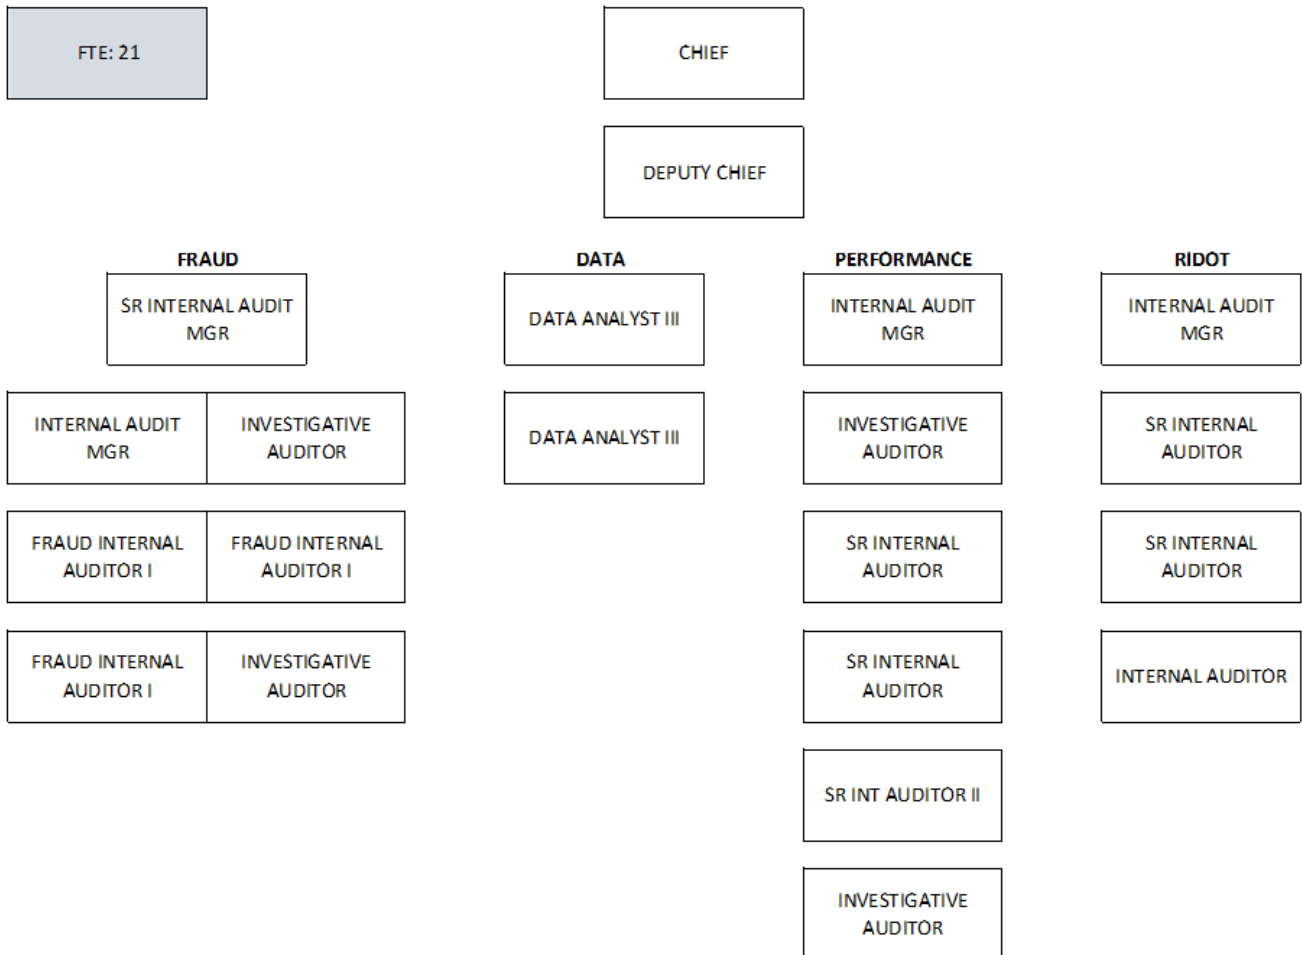 FTE: 21
CHIEF
DEPUTY CHIEF
FRAUD
DATA
PERFORMANCE
RIDOT
SR INTERNAL AUDIT
MGR
DATA ANALYST III
INTERNAL AUDIT
MGR
INTERNAL AUDIT
MGR
INTERNAL AUDIT
MGR
INVESTIGATIVE
AUDITOR
DATA ANALYST III
INVESTIGATIVE
AUDITOR
SR INTERNAL
AUDITOR
FRAUD INTERNAL
AUDITOR I
FRAUD INTERNAL
AUDITOR I
SR INTERNAL
AUDITOR
SR INTERNAL
AUDITOR
FRAUD INTERNAL
AUDITOR I
INVESTIGATIVE
AUDITOR
SR INTERNAL
AUDITOR
INTERNAL AUDITOR
SR INT AUDITOR II
INVESTIGATIVE
AUDITOR